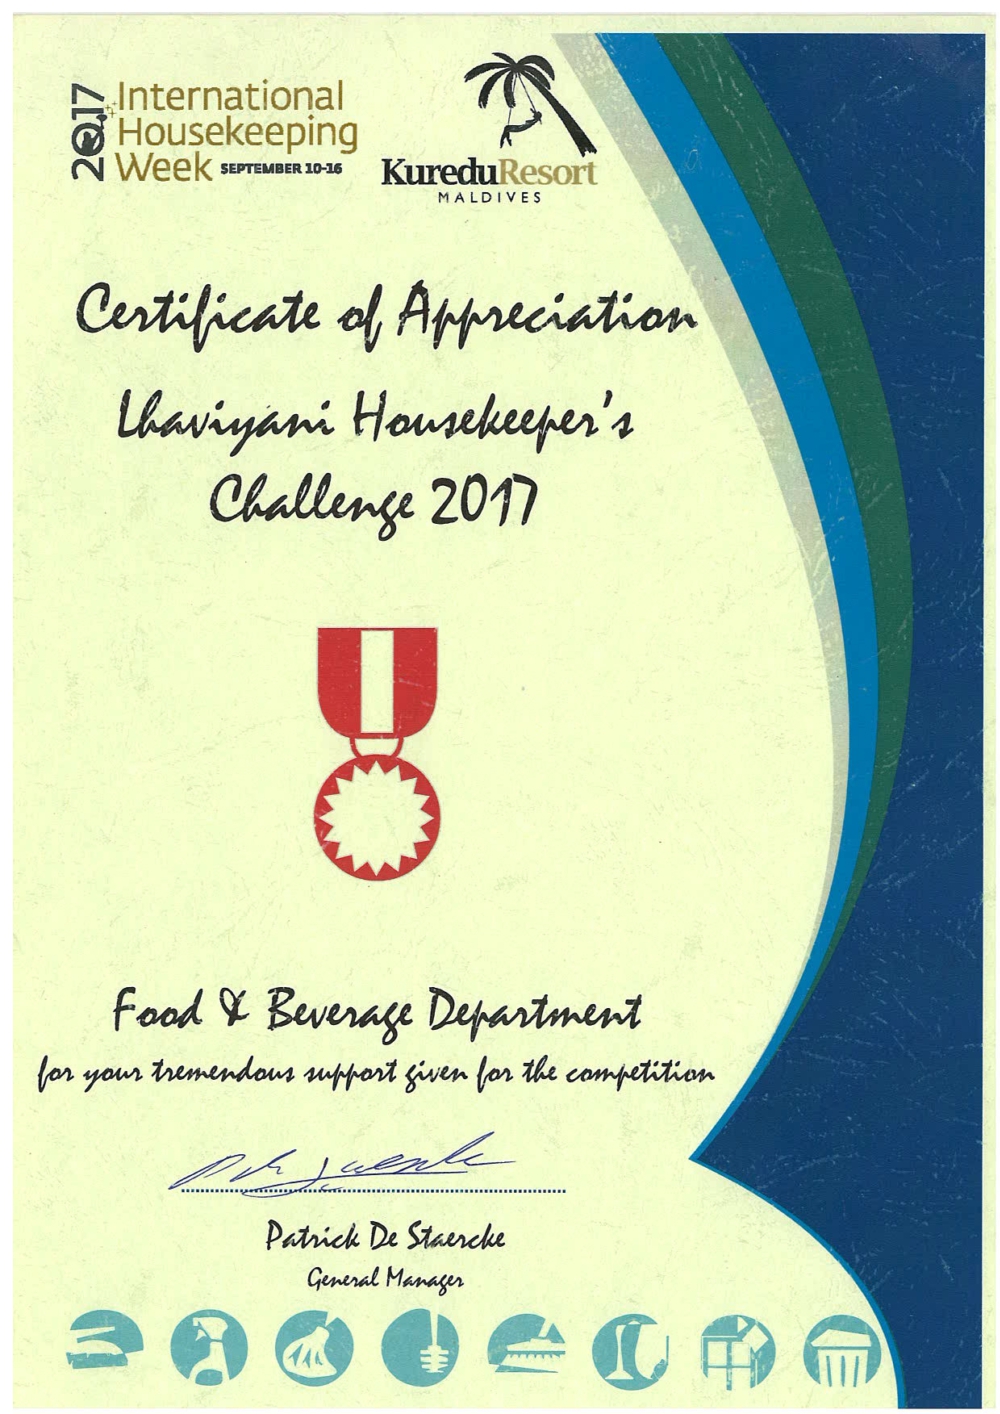 2017 International
Housekeeping
Week SEPTEMBER 10-16
KureduResort
MALDIVES
Certificate of Appreciation
Lhaviyani Housekeeper's
Challenge 2017
Food & Beverage Department
for your tremendous support given for the competition
Patrick De Staercke
General Manager